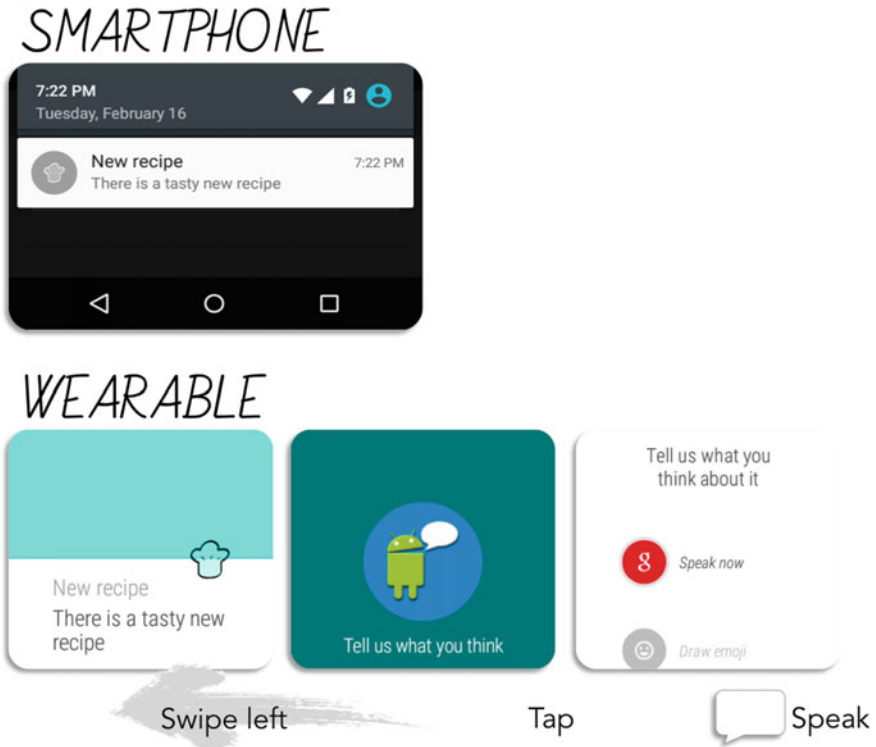 SMARTPHONE
7:22 PM
Tuesday, February 16
New recipe 7:22 PM
There is a tasty new recipe
WEARABLE
New recipe
There is a tasty new
recipe
Tell us what you think
Tell us what you
think about it
g Speak now
Draw emoji
Swipe left
Tap
Speak